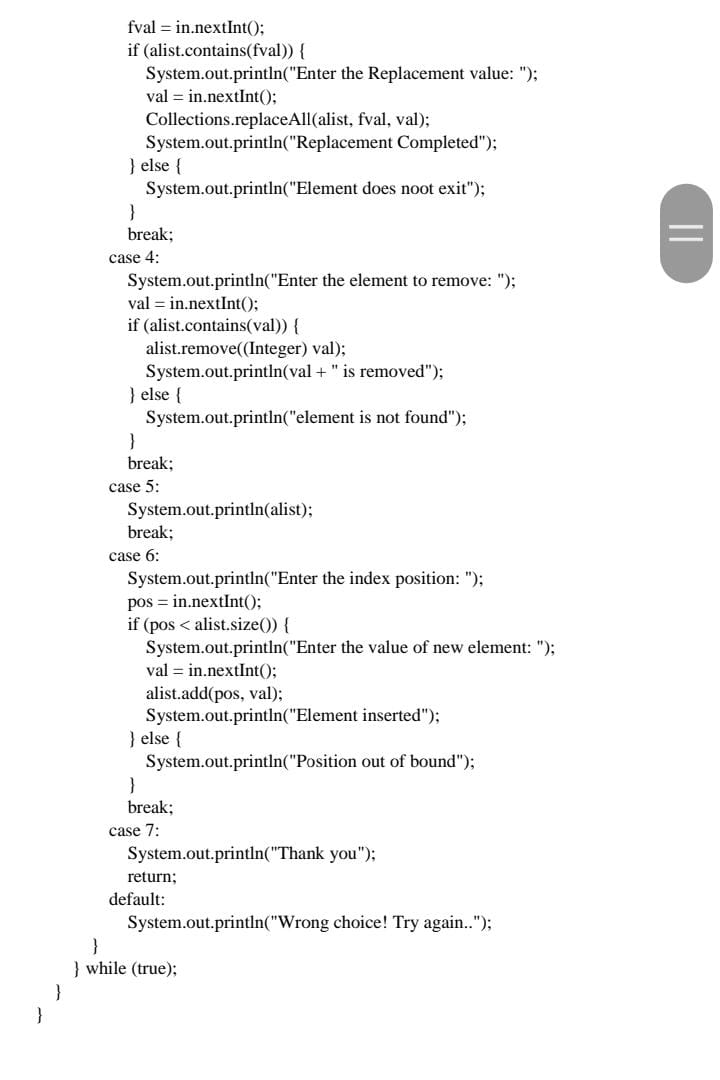 fval = in.nextInt();
if (alist.contains(fval)) {
System.out.println("Enter the Replacement value: ");
val = in.nextInt();
Collections.replaceAll(alist, fval, val);
System.out.println("Replacement Completed");
} else {
System.out.println("Element does noot exit");
}
break;
case 4:
System.out.println("Enter the element to remove: ");
val = in.nextInt();
if (alist.contains(val)) {
alist.remove((Integer) val);
System.out.println(val + " is removed");
} else {
System.out.println("element is not found");
}
break;
case 5:
System.out.println(alist);
break;
case 6:
System.out.println("Enter the index position: ");
pos = in.nextInt();
if (pos < alist.size()) {
System.out.println("Enter the value of new element: ");
val = in.nextInt();
alist.add(pos, val);
System.out.println("Element inserted");
} else {
System.out.println("Position out of bound");
}
break;
case 7:
System.out.println("Thank you");
return;
default:
System.out.println("Wrong choice! Try again..");
}
} while (true);
}
}